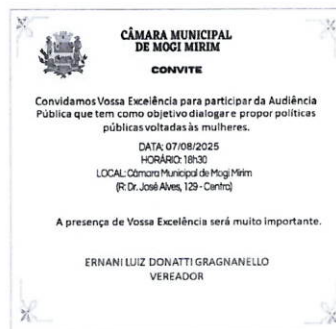 CÂMARA MUNICIPAL
DE MOGI MIRIM
CONVITE
Convidamos Vossa Excelência para participar da Audiência
Pública que tem como objetivo dialogar e propor políticas
públicas voltadas às mulheres.
DATA: 07/08/2025
HORÁRIO: 18h30
LOCAL: Câmara Municipal de Mogi Mirim
(R: Dr. José Alves, 129 - Centro)
A presença de Vossa Excelência será muito importante.
ERNANI LUIZ DONATTI GRAGNANELLO
VEREADOR